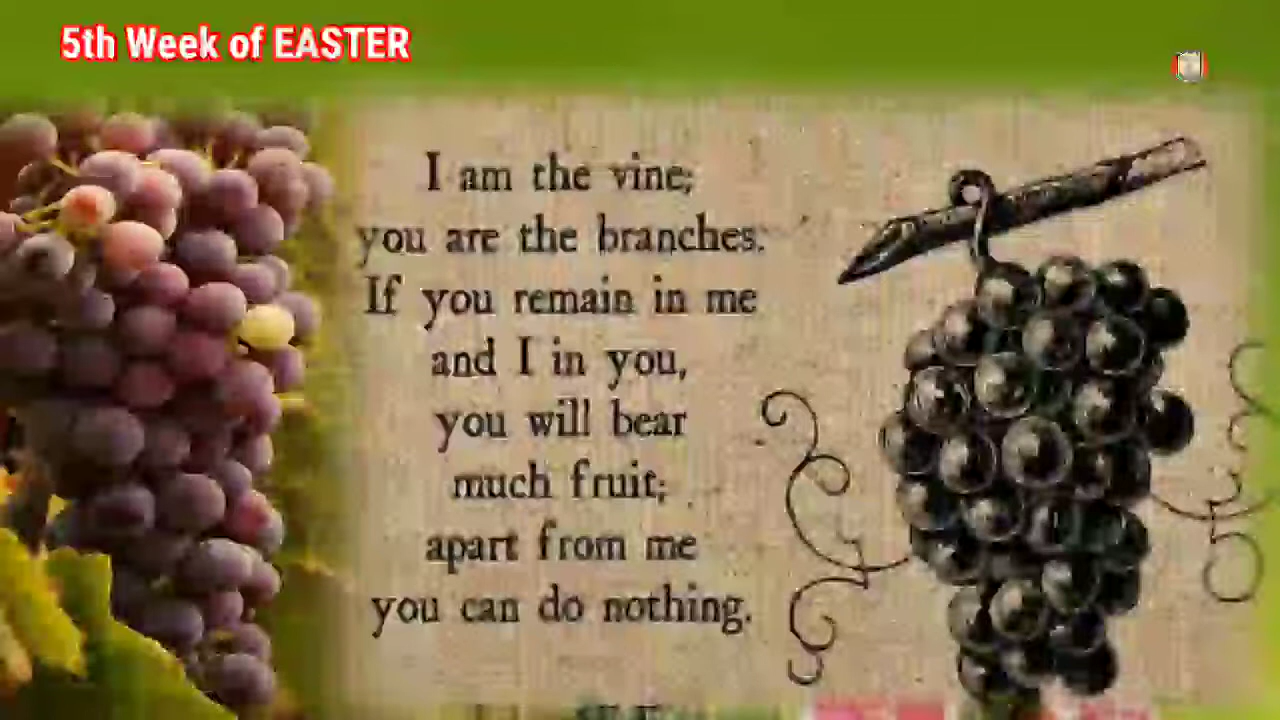 5th Week of EASTER
I am the vine;
you are the branches.
If you remain in me
and I in you,
you will bear
much fruit;
apart from me
you can do nothing.